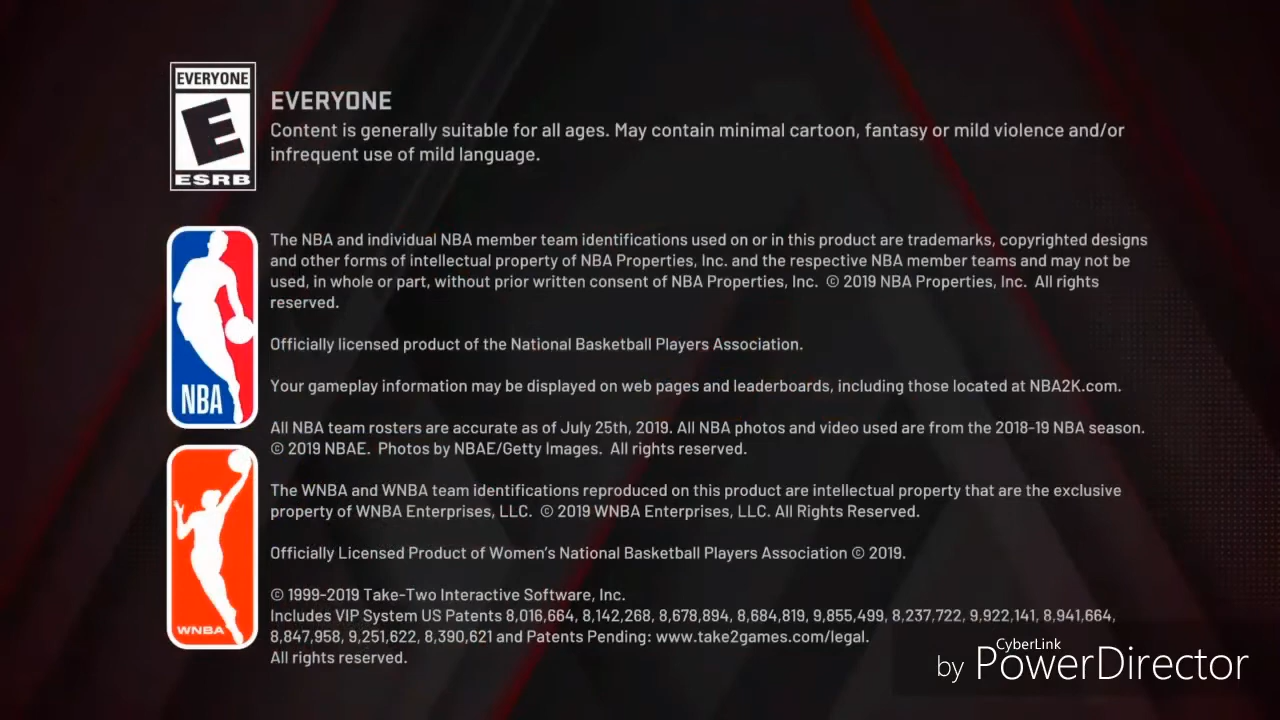 EVERYONE
E
ESRB
EVERYONE
Content is generally suitable for all ages. May contain minimal cartoon, fantasy or mild violence and/or
infrequent use of mild language.
NBA
The NBA and individual NBA member team identifications used on or in this product are trademarks, copyrighted designs
and other forms of intellectual property of NBA Properties, Inc. and the respective NBA member teams and may not be
used, in whole or part, without prior written consent of NBA Properties, Inc. © 2019 NBA Properties, Inc. All rights
reserved.
Officially licensed product of the National Basketball Players Association.
Your gameplay information may be displayed on web pages and leaderboards, including those located at NBA2K.com.
All NBA team rosters are accurate as of July 25th, 2019. All NBA photos and video used are from the 2018-19 NBA season.
© 2019 NBAE. Photos by NBAE/Getty Images. All rights reserved.
WNBA
The WNBA and WNBA team identifications reproduced on this product are intellectual property that are the exclusive
property of WNBA Enterprises, LLC. © 2019 WNBA Enterprises, LLC. All Rights Reserved.
Officially Licensed Product of Women's National Basketball Players Association © 2019.
© 1999-2019 Take-Two Interactive Software, Inc.
Includes VIP System US Patents 8,016,664, 8,142,268, 8,678,894, 8,684,819, 9,855,499, 8,237,722, 9,922,141, 8,941,664,
8,847,958, 9,251,622, 8,390,621 and Patents Pending: www.take2games.com/legal.
All rights reserved.
CyberLink
by PowerDirector